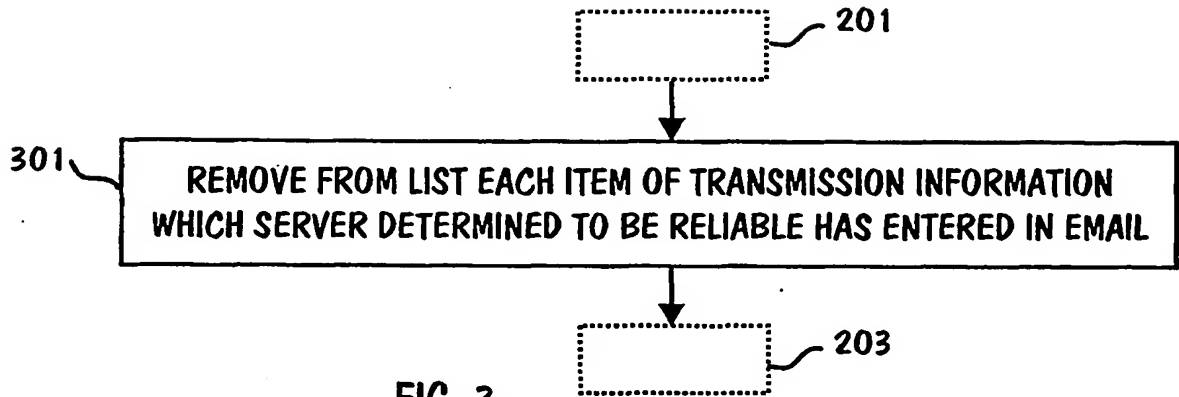 201
301
REMOVE FROM LIST EACH ITEM OF TRANSMISSION INFORMATION
WHICH SERVER DETERMINED TO BE RELIABLE HAS ENTERED IN EMAIL
203